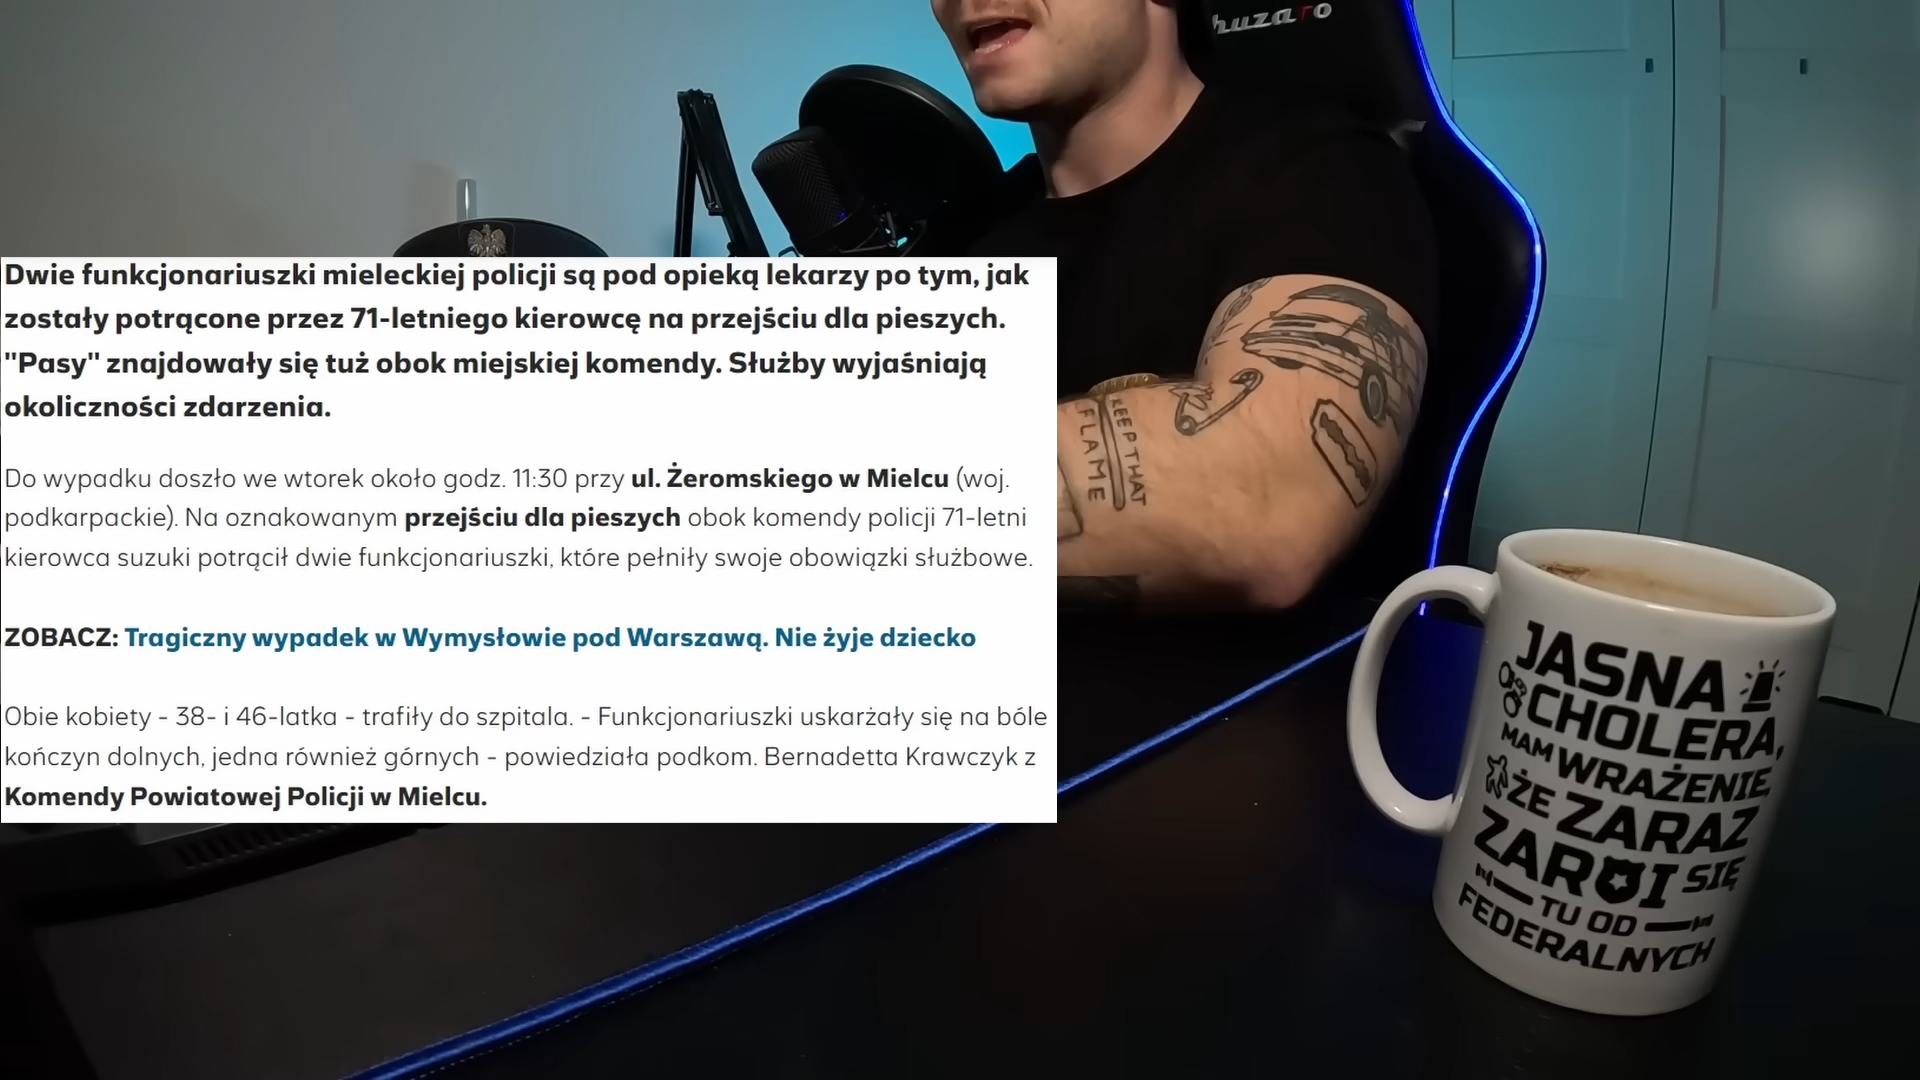 huzaro
Dwie funkcjonariuszki mieleckiej policji są pod opieką lekarzy po tym, jak
zostały potrącone przez 71-letniego kierowcę na przejściu dla pieszych.
"Pasy" znajdowały się tuż obok miejskiej komendy. Służby wyjaśniają
okoliczności zdarzenia.
Do wypadku doszło we wtorek około godz. 11:30 przy ul. Żeromskiego w Mielcu (woj.
podkarpackie). Na oznakowanym przejściu dla pieszych obok komendy policji 71-letni
kierowca suzuki potrącił dwie funkcjonariuszki, które pełniły swoje obowiązki służbowe.
ZOBACZ: Tragiczny wypadek w Wymysłowie pod Warszawą. Nie żyje dziecko
Obie kobiety - 38- i 46-latka - trafiły do szpitala. - Funkcjonariuszki uskarżały się na bóle
kończyn dolnych, jedna również górnych - powiedziała podkom. Bernadetta Krawczyk z
Komendy Powiatowej Policji w Mielcu.
KEEP THAT
FLAME
JASNA
CHOLERA,
MAM WRAŻENIE,
ŻE ZARAZ
ZAROI SIĘ
TU OD
FEDERALNYCH